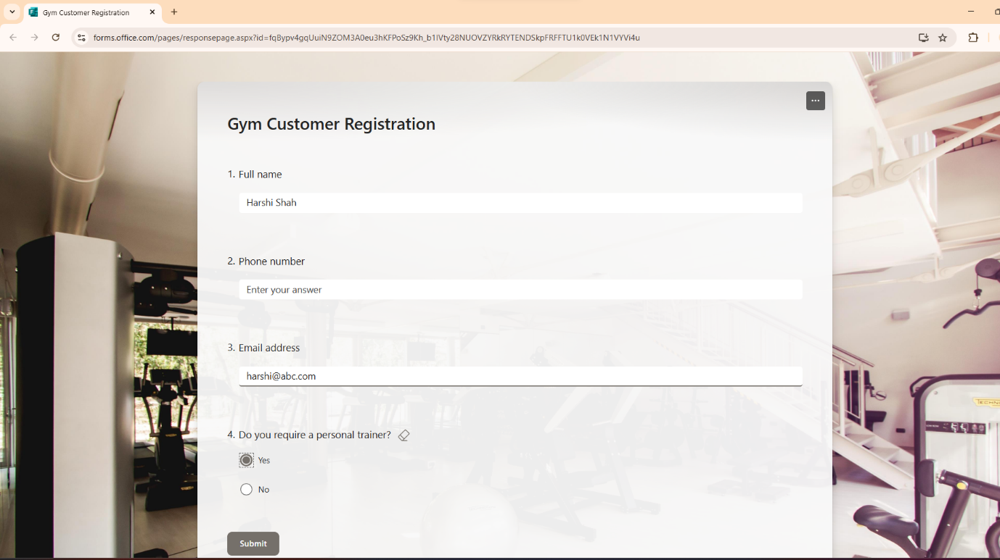 Gym Customer Registration
forms.office.com/pages/responsepage.aspx?id=fqBypv4gqUuiN9ZOM3A0eu3hKFPoSz9Kh_b1IVty28NUOVZYRkRYTENDSkpFRFFTU1k0VEk1N1VYVi4u
Gym Customer Registration
1. Full name
Harshi Shah
2. Phone number
Enter your answer
3. Email address
harshi@abc.com
4. Do you require a personal trainer?
Yes
No
Submit